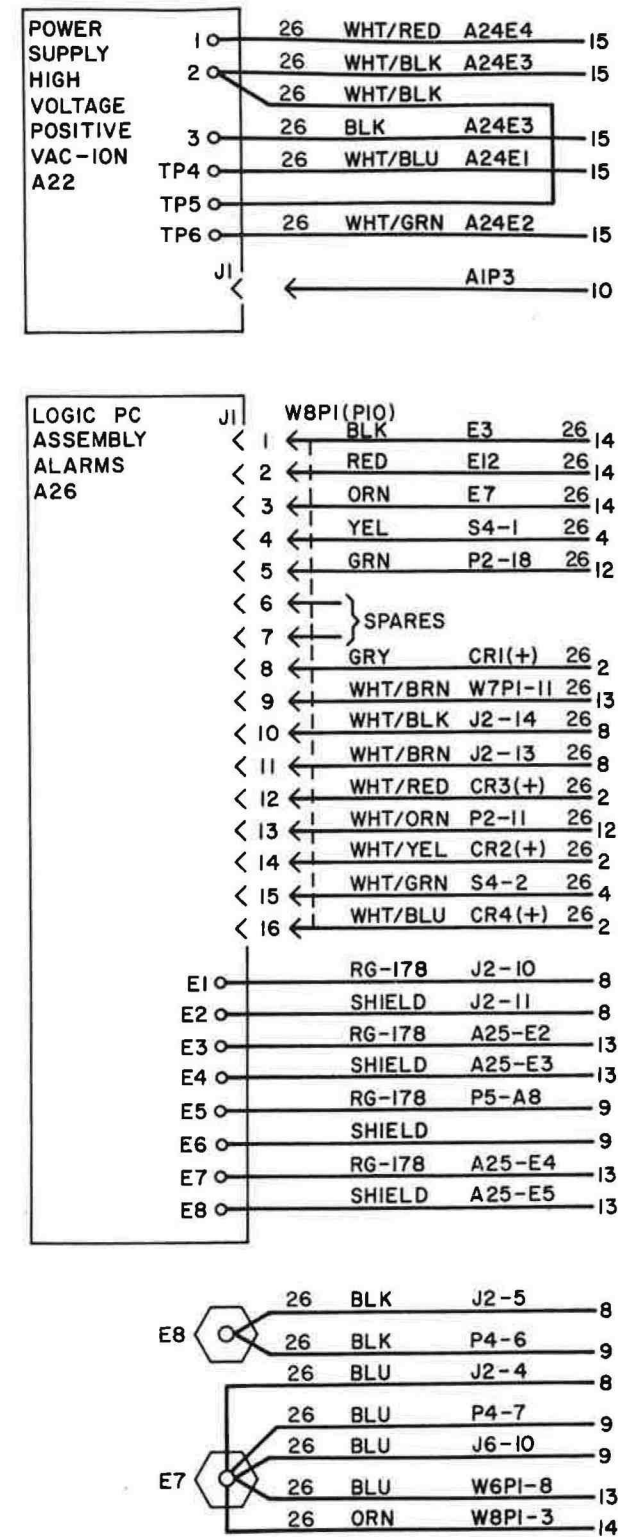 POWER SUPPLY HIGH VOLTAGE POSITIVE VAC-ION A22
1 26 WHT/RED A24E4 15
2 26 WHT/BLK A24E3 15
26 WHT/BLK
3 26 BLK A24E3 15
TP4 26 WHT/BLU A24E1 15
TP5
TP6 26 WHT/GRN A24E2 15
J1 A1P3 10
LOGIC PC ASSEMBLY ALARMS A26
J1 W8P1(P10)
1 BLK E3 26 14
2 RED E12 26 14
3 ORN E7 26 14
4 YEL S4-1 26 4
5 GRN P2-18 26 12
6
7
SPARES
8 GRY CR1(+) 26 2
9 WHT/BRN W7P1-11 26 13
10 WHT/BLK J2-14 26 8
11 WHT/BRN J2-13 26 8
12 WHT/RED CR3(+) 26 2
13 WHT/ORN P2-11 26 12
14 WHT/YEL CR2(+) 26 2
15 WHT/GRN S4-2 26 4
16 WHT/BLU CR4(+) 26 2
E1 RG-178 J2-10 8
E2 SHIELD J2-11 8
E3 RG-178 A25-E2 13
E4 SHIELD A25-E3 13
E5 RG-178 P5-A8 9
E6 SHIELD 9
E7 RG-178 A25-E4 13
E8 SHIELD A25-E5 13
E8
26 BLK J2-5 8
26 BLK P4-6 9
E7
26 BLU J2-4 8
26 BLU P4-7 9
26 BLU J6-10 9
26 BLU W6P1-8 13
26 ORN W8P1-3 14